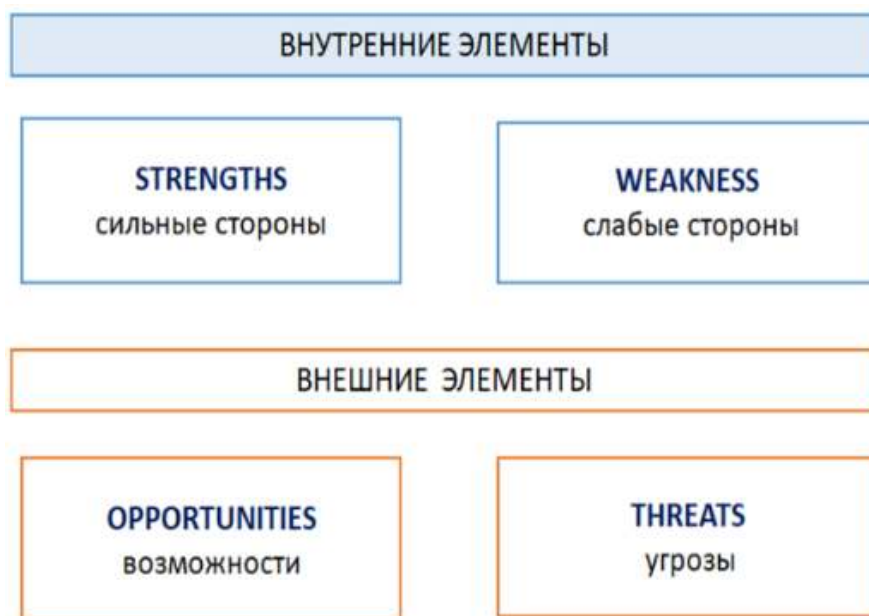 ВНУТРЕННИЕ ЭЛЕМЕНТЫ
STRENGTHS
сильные стороны
WEAKNESS
слабые стороны
ВНЕШНИЕ ЭЛЕМЕНТЫ
OPPORTUNITIES
возможности
THREATS
угрозы